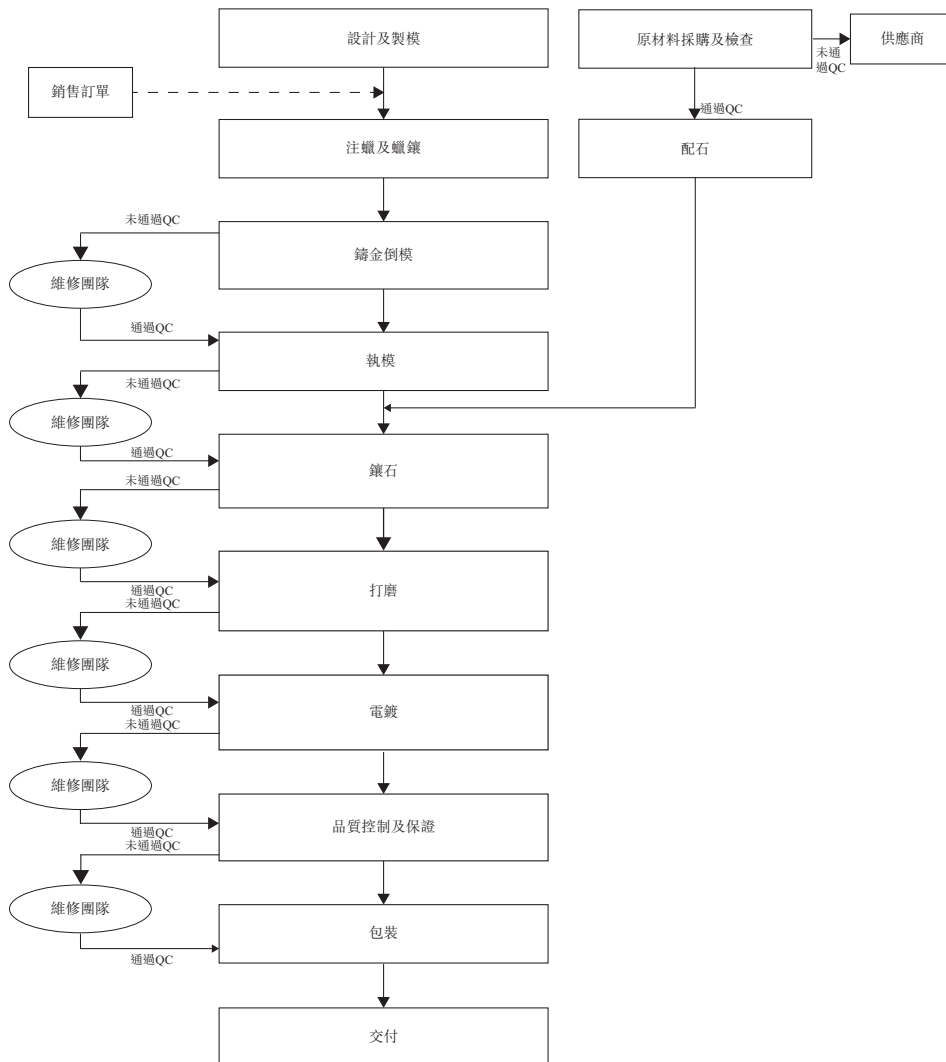 設計及製模
原材料採購及檢查
供應商
未通
過QC
銷售訂單
通過QC
注蠟及蠟鑲
配石
未通過QC
鑄金倒模
維修團隊
通過QC
執模
未通過QC
維修團隊
通過QC
鑲石
未通過QC
維修團隊
通過QC
打磨
未通過QC
維修團隊
通過QC
電鍍
未通過QC
維修團隊
通過QC
品質控制及保證
未通過QC
維修團隊
包裝
通過QC
交付